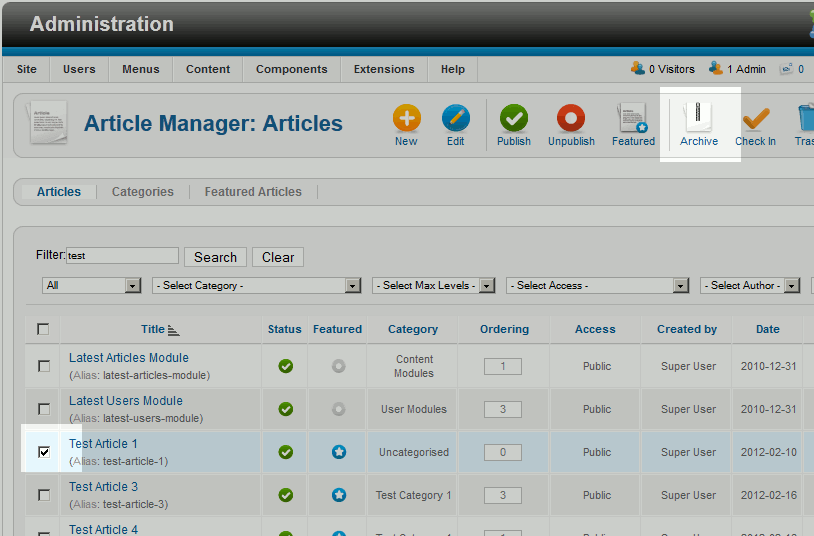 Administration
Site Users Menus Content Components Extensions Help 0 Visitors 1 Admin 0
Article Manager: Articles
New Edit Publish Unpublish Featured Archive Check In Tras
Articles Categories Featured Articles
Filter: test Search Clear
All - Select Category - - Select Max Levels - - Select Access - - Select Author -
Title Status Featured Category Ordering Access Created by Date
Latest Articles Module
(Alias: latest-articles-module)
Content Modules 1 Public Super User 2010-12-31
Latest Users Module
(Alias: latest-users-module)
User Modules 3 Public Super User 2010-12-31
Test Article 1
(Alias: test-article-1)
Uncategorised 0 Public Super User 2012-02-10
Test Article 3
(Alias: test-article-3)
Test Category 1 3 Public Super User 2012-02-16
Test Article 4